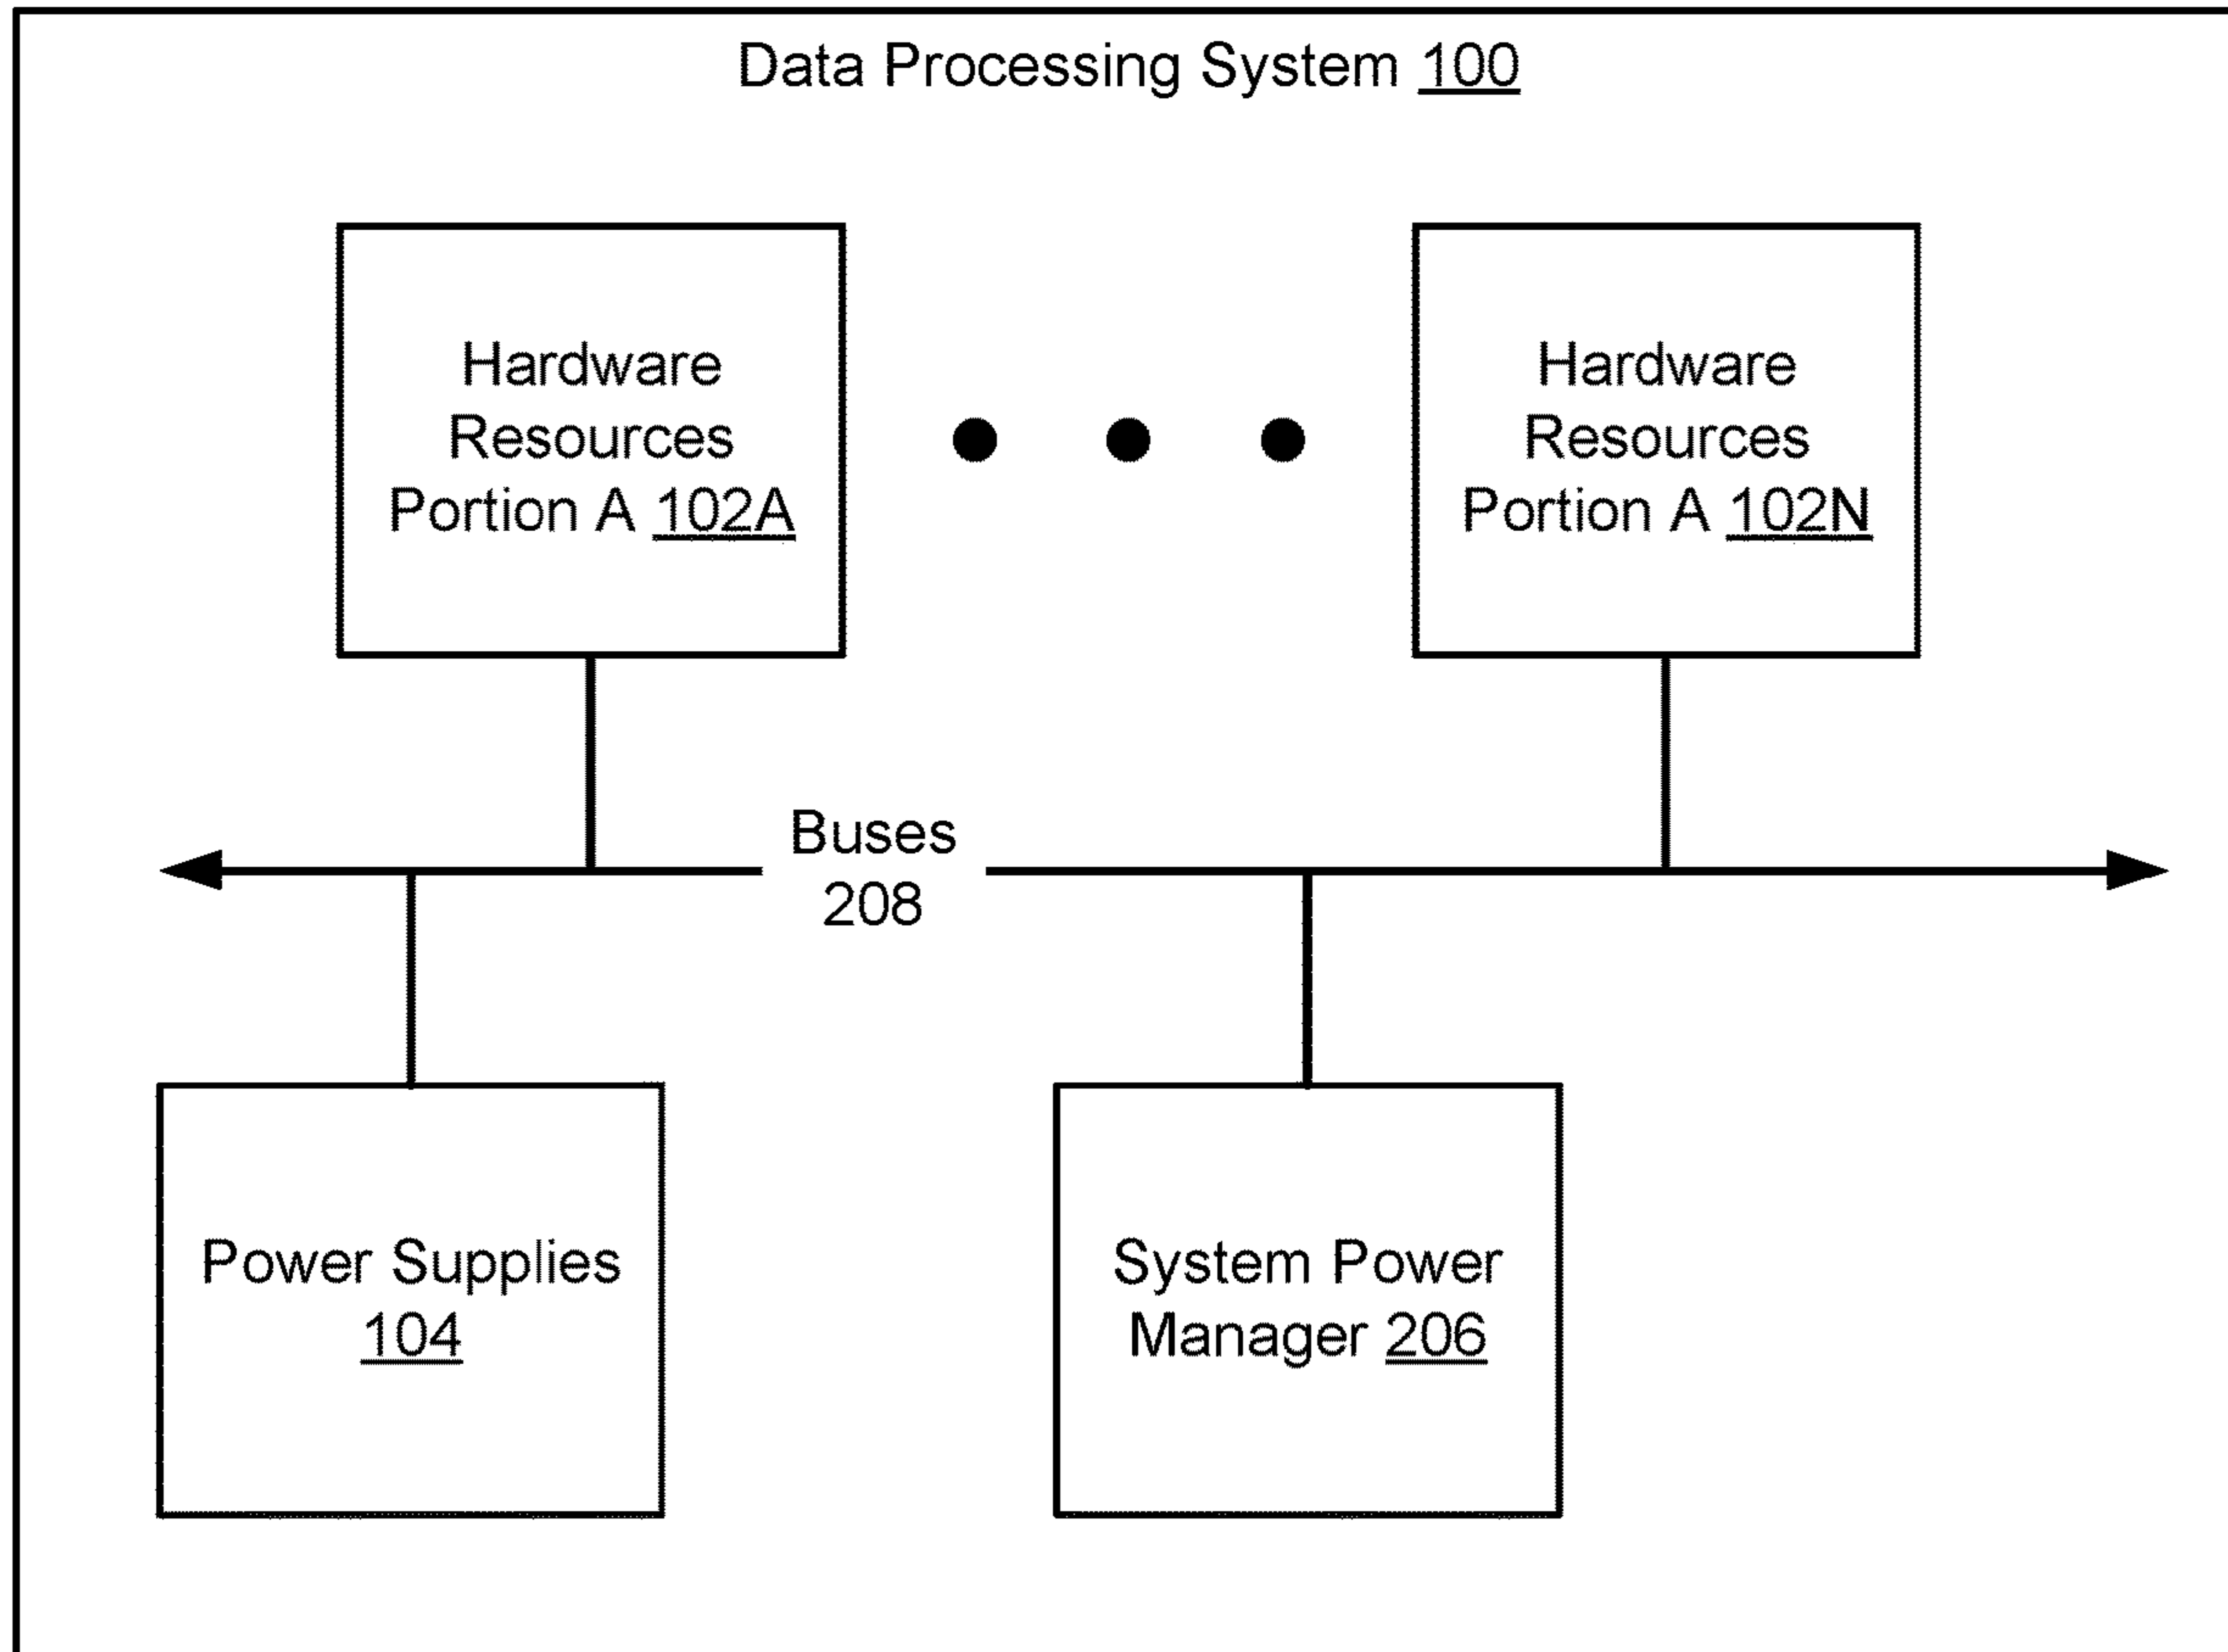 Data Processing System 100
Hardware
Resources
Portion A 102A
Hardware
Resources
Portion A 102N
Buses
208
Power Supplies
104
System Power
Manager 206